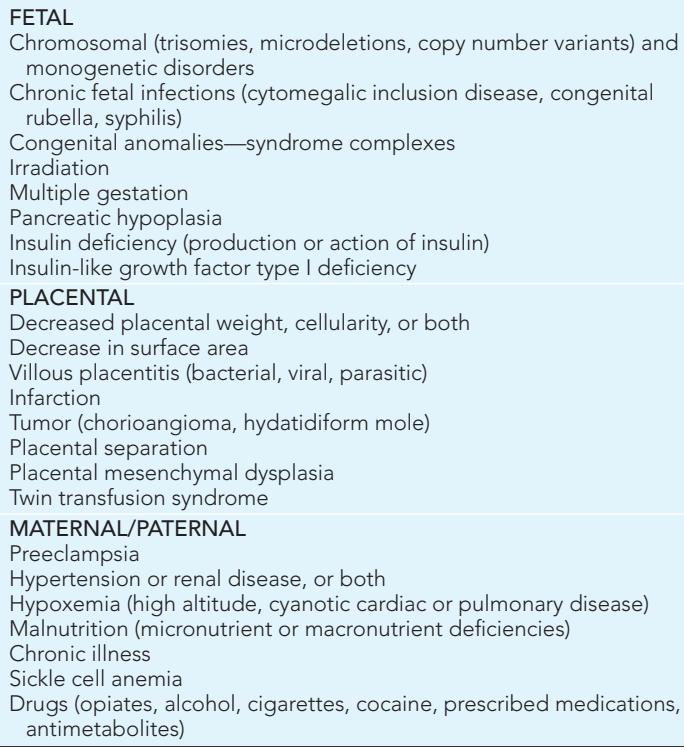 FETAL
Chromosomal (trisomies, microdeletions, copy number variants) and
monogenetic disorders
Chronic fetal infections (cytomegalic inclusion disease, congenital
rubella, syphilis)
Congenital anomalies—syndrome complexes
Irradiation
Multiple gestation
Pancreatic hypoplasia
Insulin deficiency (production or action of insulin)
Insulin-like growth factor type I deficiency
PLACENTAL
Decreased placental weight, cellularity, or both
Decrease in surface area
Villous placentitis (bacterial, viral, parasitic)
Infarction
Tumor (chorioangioma, hydatidiform mole)
Placental separation
Placental mesenchymal dysplasia
Twin transfusion syndrome
MATERNAL/PATERNAL
Preeclampsia
Hypertension or renal disease, or both
Hypoxemia (high altitude, cyanotic cardiac or pulmonary disease)
Malnutrition (micronutrient or macronutrient deficiencies)
Chronic illness
Sickle cell anemia
Drugs (opiates, alcohol, cigarettes, cocaine, prescribed medications,
antimetabolites)